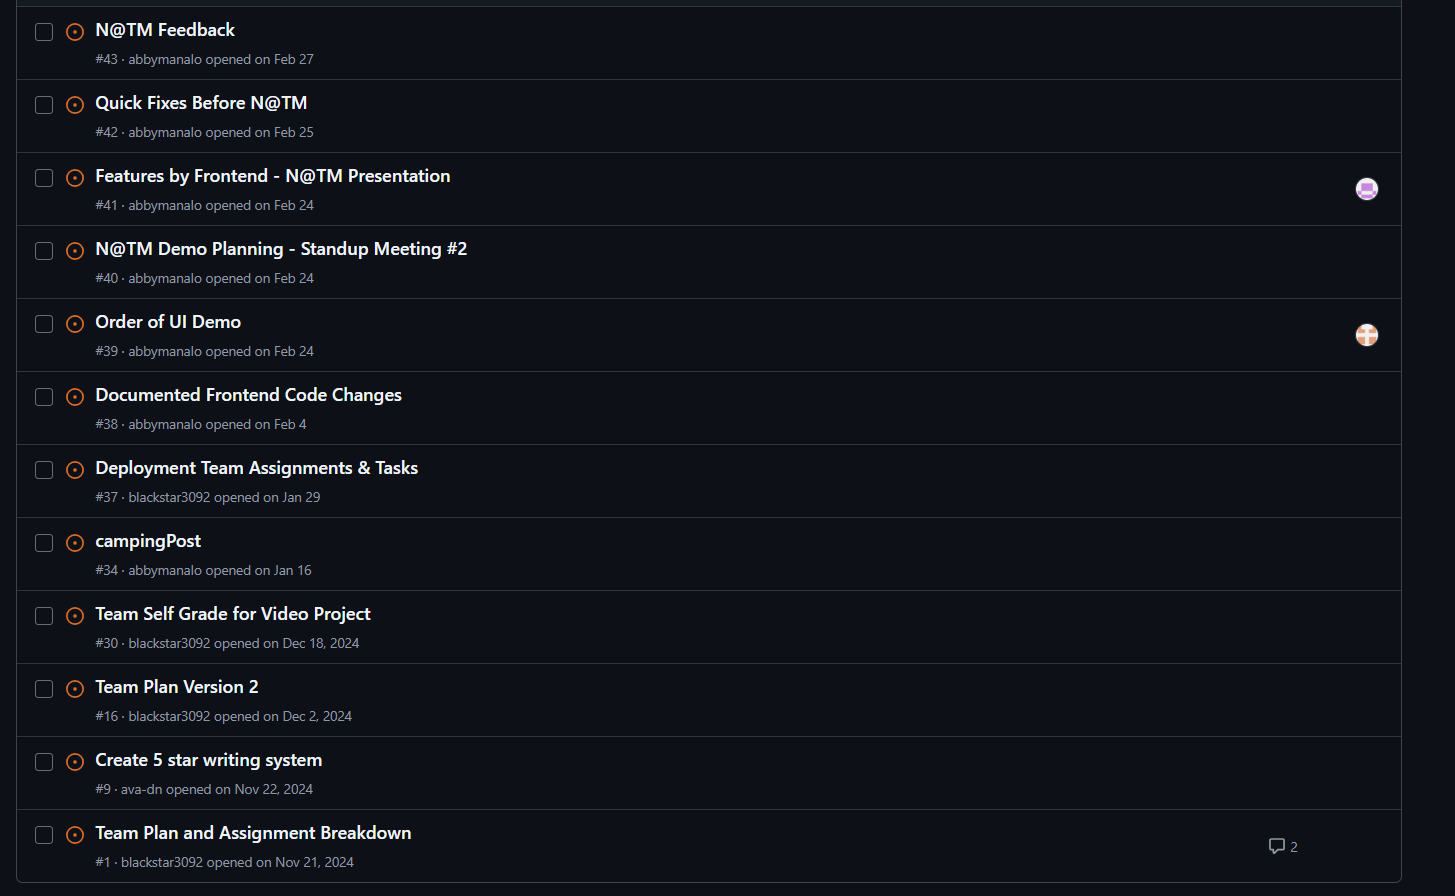 N@TM Feedback
#43 · abbymanalo opened on Feb 27
Quick Fixes Before N@TM
#42 · abbymanalo opened on Feb 25
Features by Frontend - N@TM Presentation
#41 · abbymanalo opened on Feb 24
N@TM Demo Planning - Standup Meeting #2
#40 · abbymanalo opened on Feb 24
Order of UI Demo
#39 · abbymanalo opened on Feb 24
Documented Frontend Code Changes
#38 · abbymanalo opened on Feb 4
Deployment Team Assignments & Tasks
#37 · blackstar3092 opened on Jan 29
campingPost
#34 · abbymanalo opened on Jan 16
Team Self Grade for Video Project
#30 · blackstar3092 opened on Dec 18, 2024
Team Plan Version 2
#16 · blackstar3092 opened on Dec 2, 2024
Create 5 star writing system
#9 · ava-dn opened on Nov 22, 2024
Team Plan and Assignment Breakdown
2
#1 · blackstar3092 opened on Nov 21, 2024